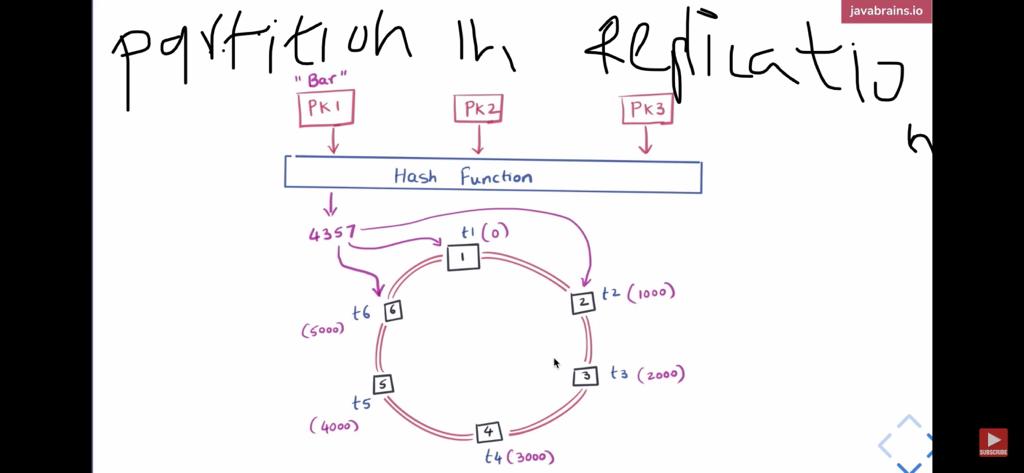 javabrains.io
partition in Replication
"Bar"
PK1 PK2 PK3
Hash Function
4357
t1 (0)
1
6 t6 (5000)
2 t2 (1000)
5 t5 (4000)
3 t3 (2000)
4
t4 (3000)
SUBSCRIBE